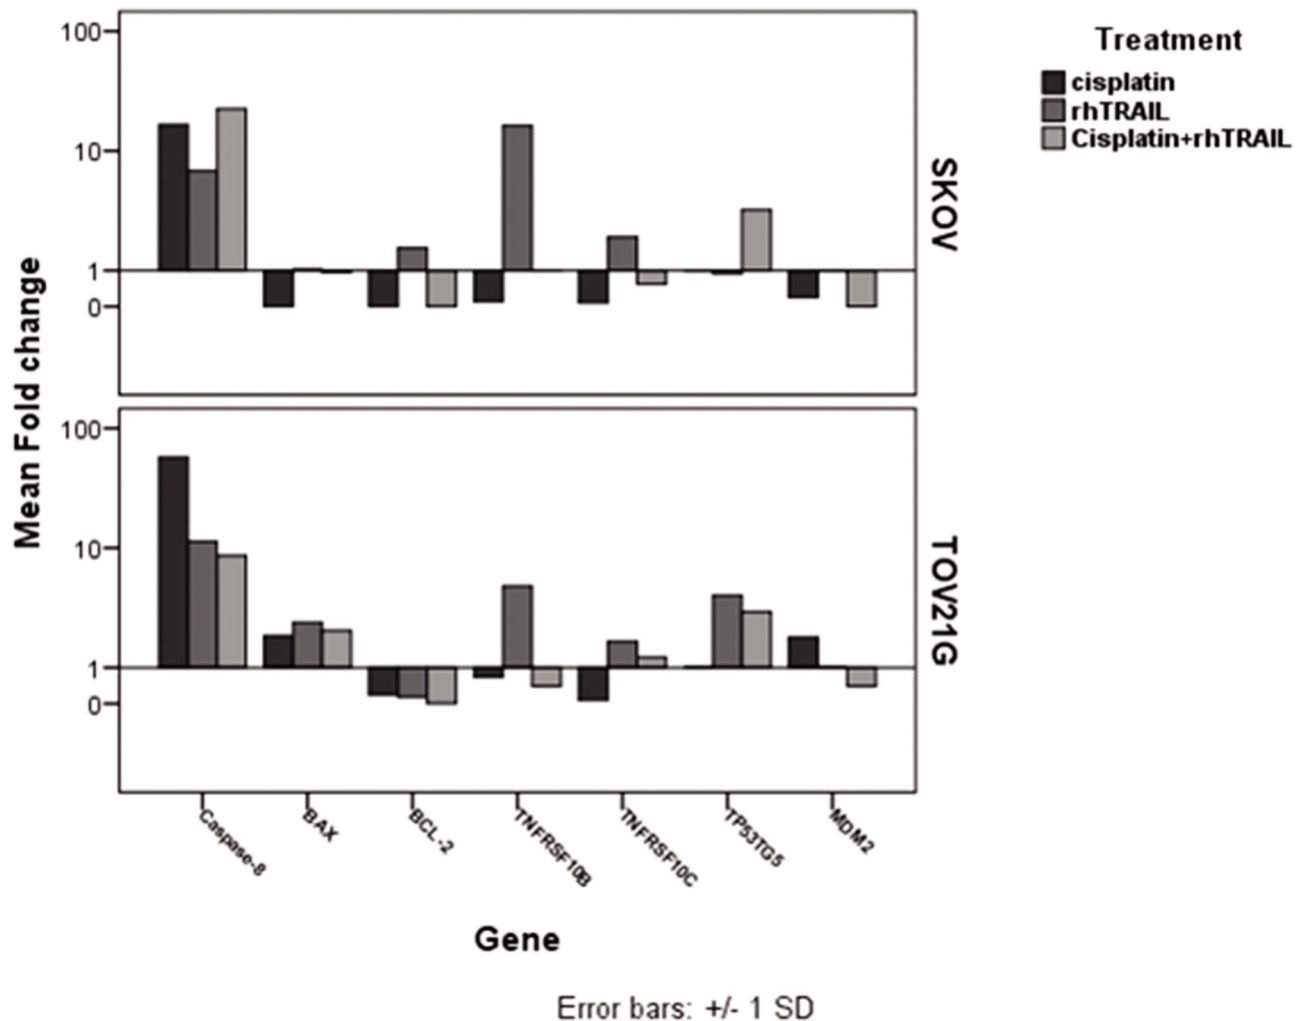 Treatment
cisplatin
rhTRAIL
Cisplatin+rhTRAIL
Mean Fold change
100
10
1
0
SKOV
100
10
1
0
TOV21G
Caspase-8
BAX
BCL-2
TNFRSF10B
TNFRSF10C
TP53TG5
MDM2
Gene
Error bars: +/- 1 SD